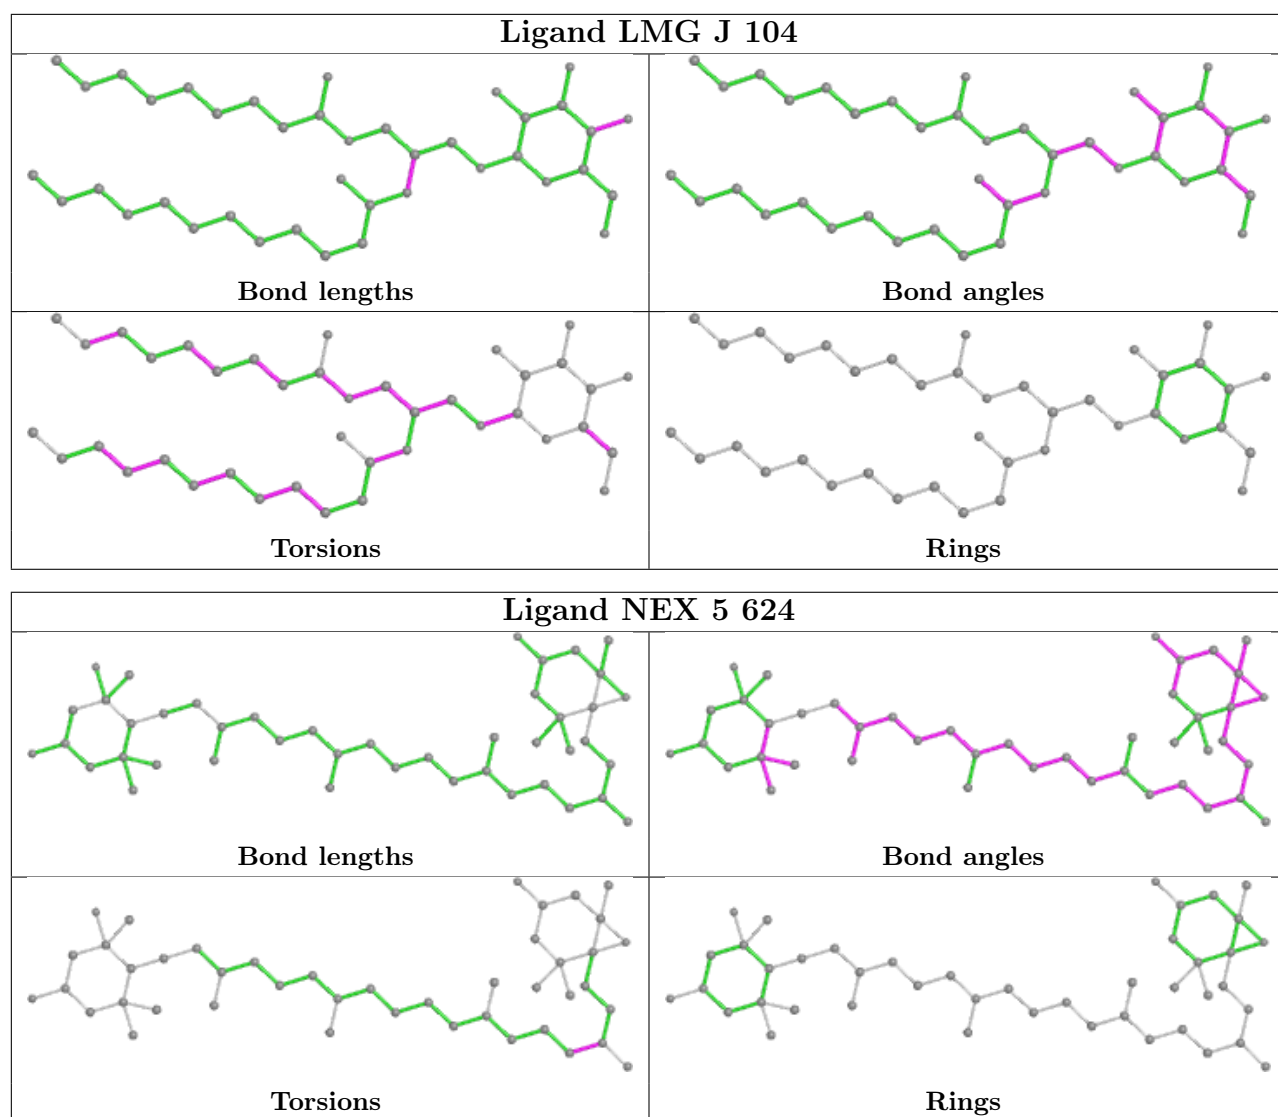 Ligand LMG J 104
Bond lengths
Bond angles
Torsions
Rings
Ligand NEX 5 624
Bond lengths
Bond angles
Torsions
Rings